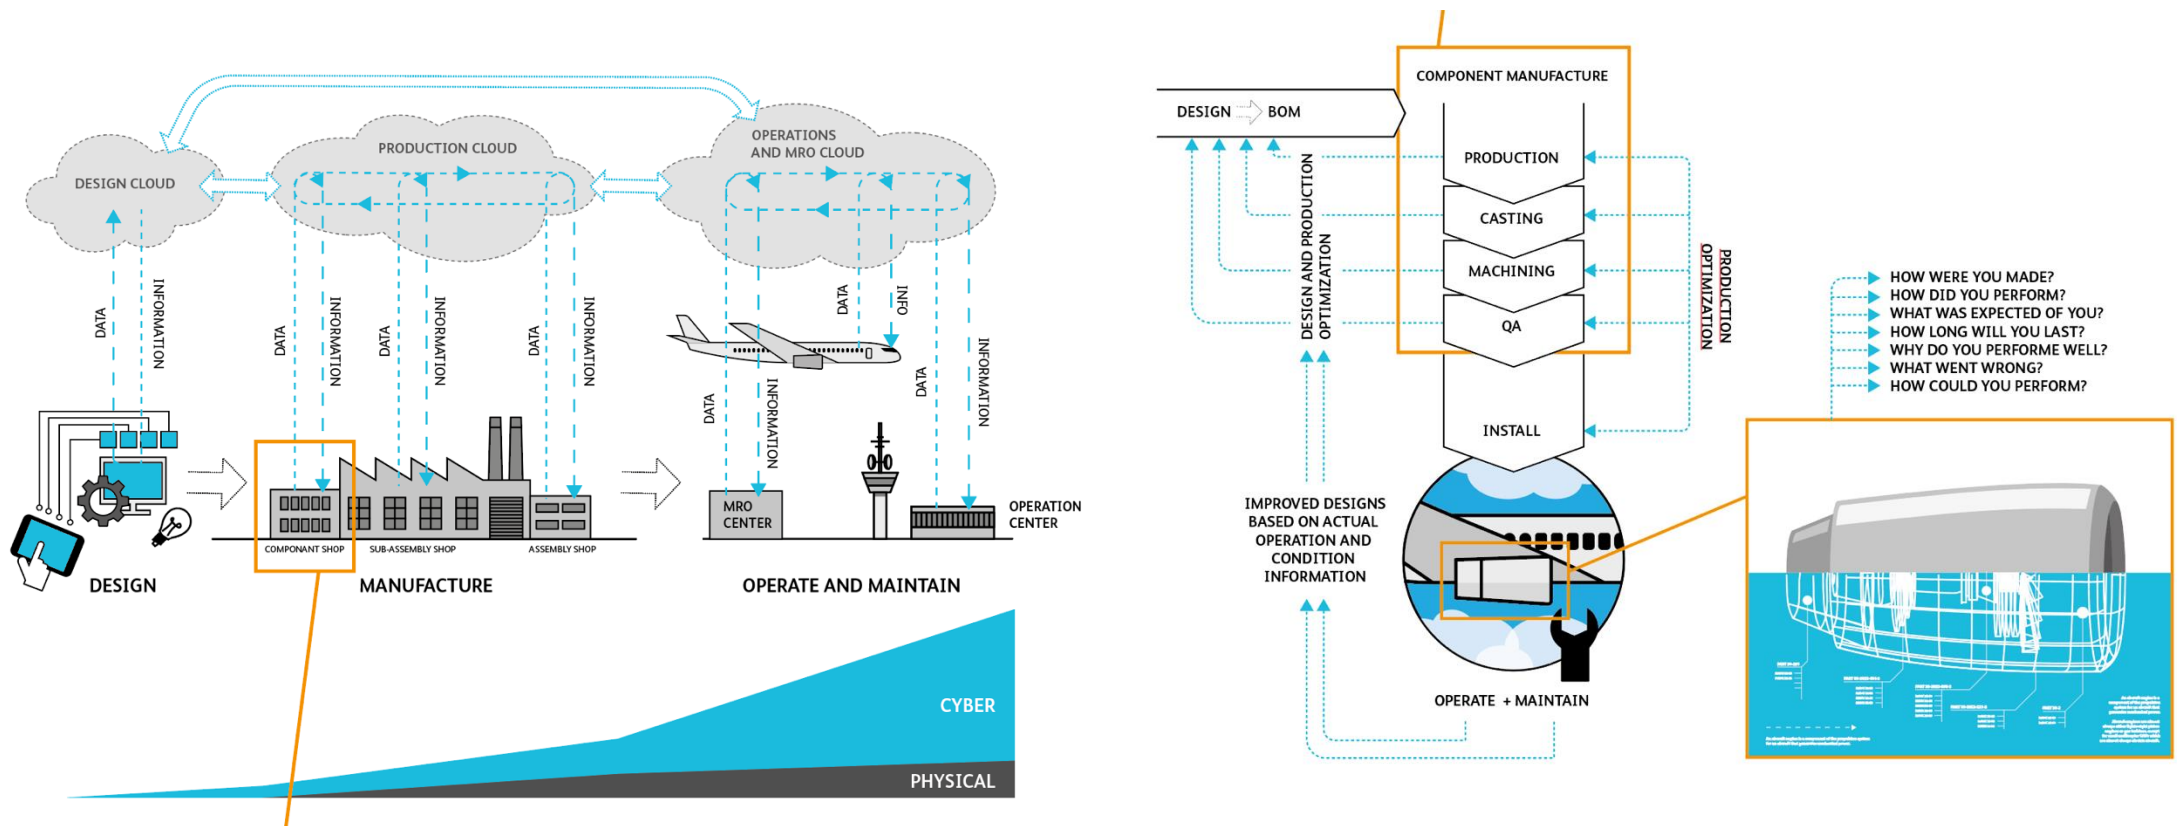 DESIGN CLOUD
PRODUCTION CLOUD
OPERATIONS
AND MRO CLOUD
DATA
INFORMATION
DATA
INFORMATION
DATA
INFORMATION
DATA
INFORMATION
DATA
INFORMATION
DATA
INFO
DATA
INFORMATION
MRO
CENTER
OPERATION
CENTER
COMPONANT SHOP
SUB-ASSEMBLY SHOP
ASSEMBLY SHOP
DESIGN
MANUFACTURE
OPERATE AND MAINTAIN
CYBER
PHYSICAL
COMPONENT MANUFACTURE
DESIGN
BOM
PRODUCTION
CASTING
MACHINING
QA
INSTALL
DESIGN AND PRODUCTION
OPTIMIZATION
PRODUCTION
OPTIMIZATION
IMPROVED DESIGNS
BASED ON ACTUAL
OPERATION AND
CONDITION
INFORMATION
OPERATE + MAINTAIN
HOW WERE YOU MADE?
HOW DID YOU PERFORM?
WHAT WAS EXPECTED OF YOU?
HOW LONG WILL YOU LAST?
WHY DO YOU PERFORME WELL?
WHAT WENT WRONG?
HOW COULD YOU PERFORM?